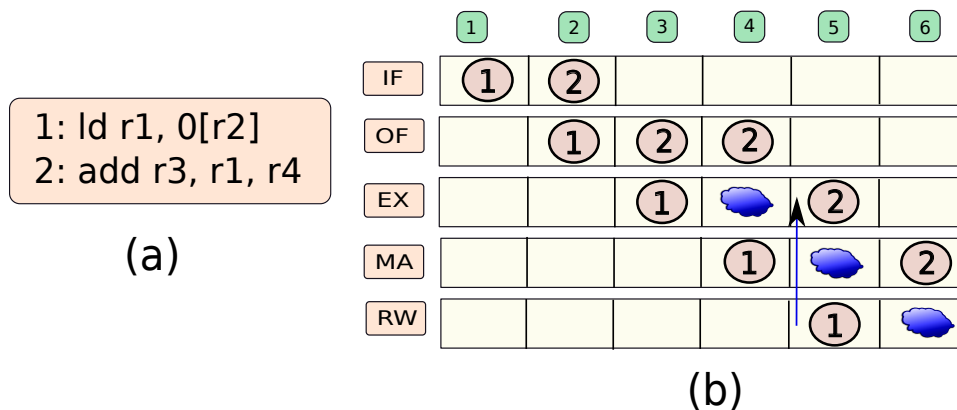 1: ld r1, 0[r2]
2: add r3, r1, r4
(a)
1 2 3 4 5 6
IF 1 2
OF 1 2 2
EX 1 2
MA 1 2
RW 1
(b)